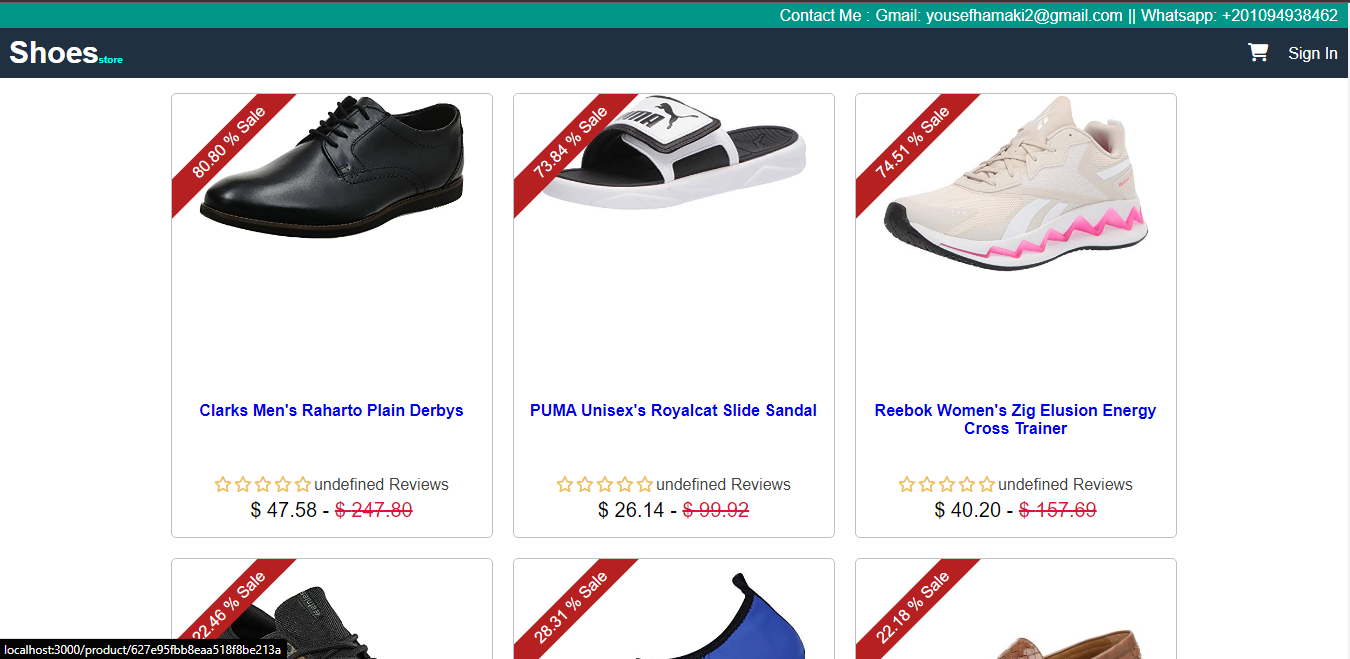 Contact Me : Gmail: yousefhamaki2@gmail.com || Whatsapp: +201094938462
Shoesstore
Sign In
80.80 % Sale
73.84 % Sale
74.51 % Sale
PUMA
Clarks Men's Raharto Plain Derbys
PUMA Unisex's Royalcat Slide Sandal
Reebok Women's Zig Elusion Energy
Cross Trainer
undefined Reviews
undefined Reviews
undefined Reviews
$ 47.58 - $ 247.80
$ 26.14 - $ 99.92
$ 40.20 - $ 157.69
22.46 % Sale
28.31 % Sale
22.18 % Sale
localhost:3000/product/627e95fbb8eaa518f8be213a